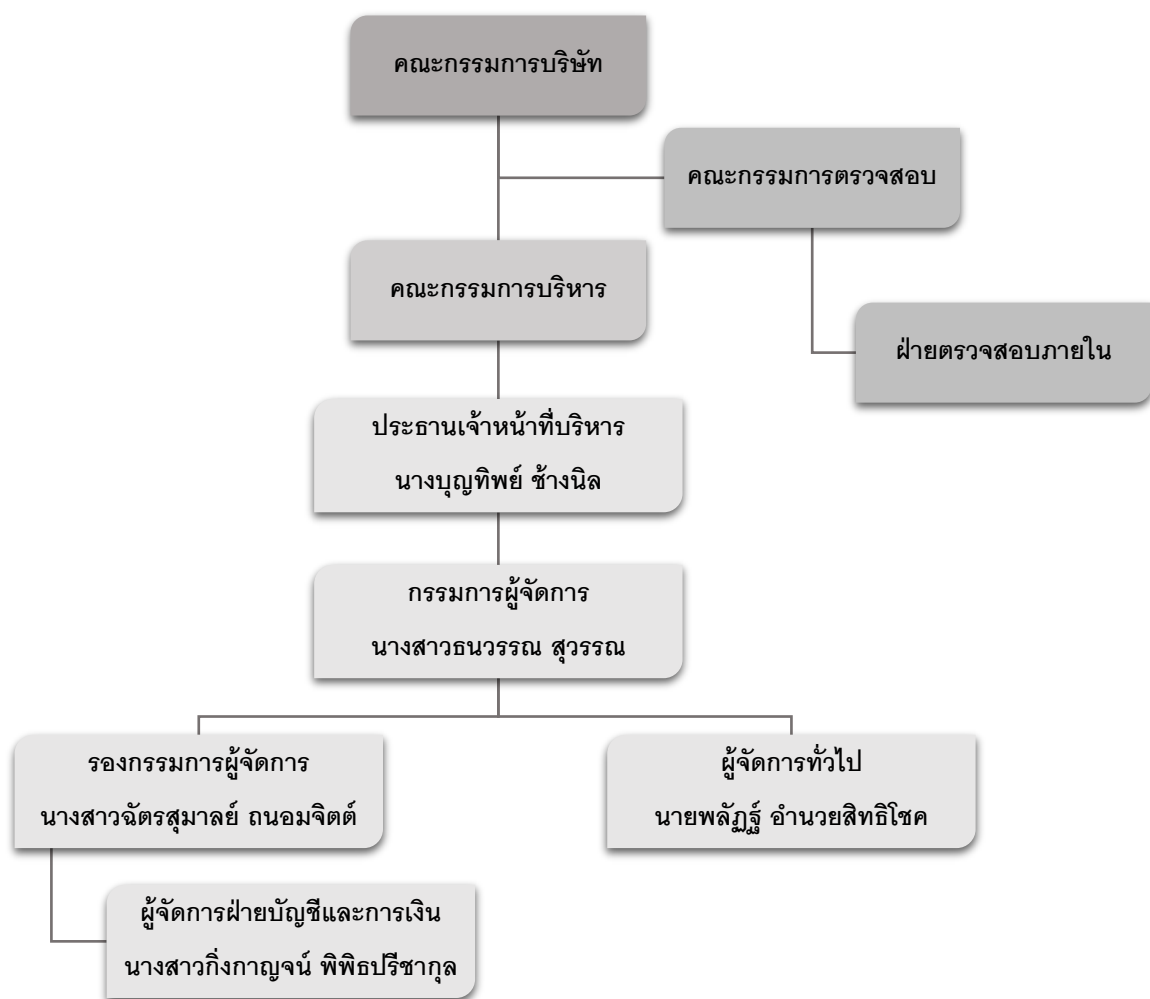 คณะกรรมการบริษัท
คณะกรรมการตรวจสอบ
คณะกรรมการบริหาร
ฝ่ายตรวจสอบภายใน
ประธานเจ้าหน้าที่บริหาร
นางบุญทิพย์ ช้างนิล
กรรมการผู้จัดการ
นางสาวธนวรรณ สุวรรณ
รองกรรมการผู้จัดการ
นางสาวฉัตรสุมาลย์ ถนอมจิตต์
ผู้จัดการทั่วไป
นายพลัฏฐ์ อำนวยสิทธิโชค
ผู้จัดการฝ่ายบัญชีและการเงิน
นางสาวกิ่งกาญจน์ พิพิธปรีชากุล